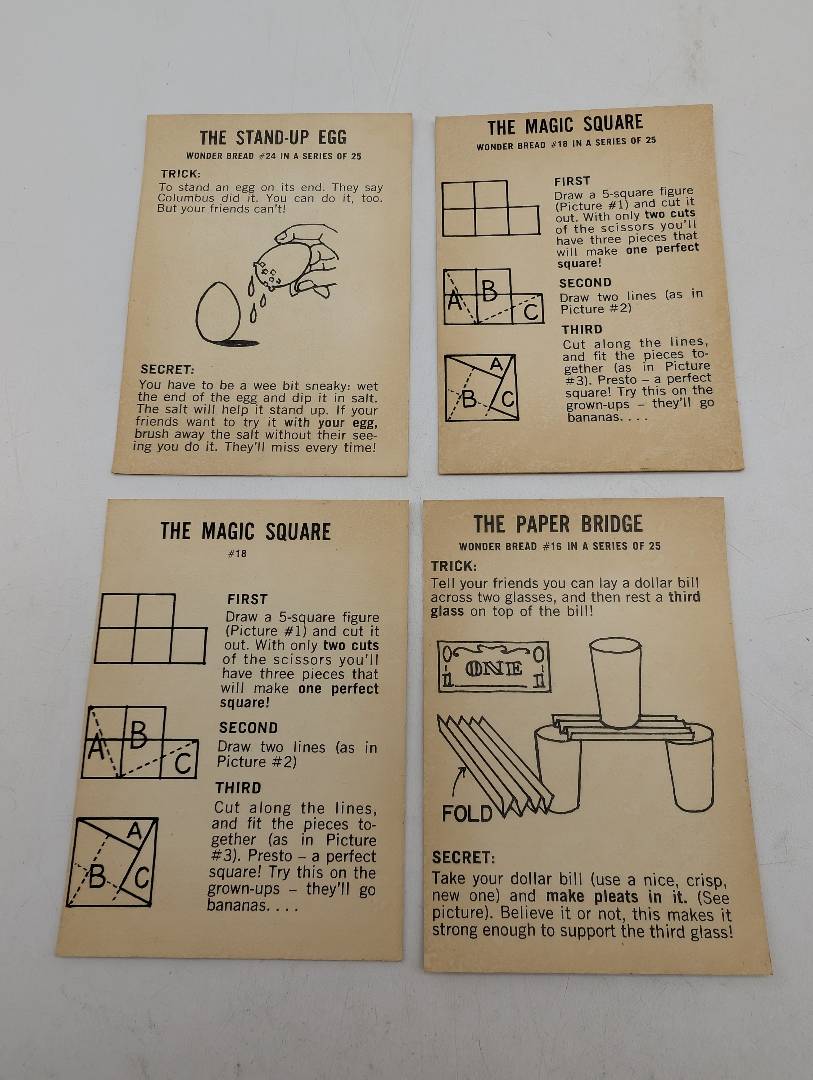 THE STAND-UP EGG
WONDER BREAD #24 IN A SERIES OF 25
TRICK:
To stand an egg on its end. They say
Columbus did it. You can do it, too.
But your friends can't!
SECRET:
You have to be a wee bit sneaky: wet
the end of the egg and dip it in salt.
The salt will help it stand up. If your
friends want to try it with your egg,
brush away the salt without their see-
ing you do it. They'll miss every time!
THE MAGIC SQUARE
WONDER BREAD #18 IN A SERIES OF 25
FIRST
Draw a 5-square figure
(Picture #1) and cut it
out. With only two cuts
of the scissors you'll
have three pieces that
will make one perfect
square!
A B C
SECOND
Draw two lines (as in
Picture #2)
THIRD
Cut along the lines,
and fit the pieces to-
gether (as in Picture
#3). Presto – a perfect
square! Try this on the
grown-ups – they'll go
bananas. . . .
A
B C
THE MAGIC SQUARE
#18
FIRST
Draw a 5-square figure
(Picture #1) and cut it
out. With only two cuts
of the scissors you'll
have three pieces that
will make one perfect
square!
A B C
SECOND
Draw two lines (as in
Picture #2)
THIRD
Cut along the lines,
and fit the pieces to-
gether (as in Picture
#3). Presto – a perfect
square! Try this on the
grown-ups – they'll go
bananas. . . .
A
B C
THE PAPER BRIDGE
WONDER BREAD #16 IN A SERIES OF 25
TRICK:
Tell your friends you can lay a dollar bill
across two glasses, and then rest a third
glass on top of the bill!
ONE
1 1
FOLD
SECRET:
Take your dollar bill (use a nice, crisp,
new one) and make pleats in it. (See
picture). Believe it or not, this makes it
strong enough to support the third glass!